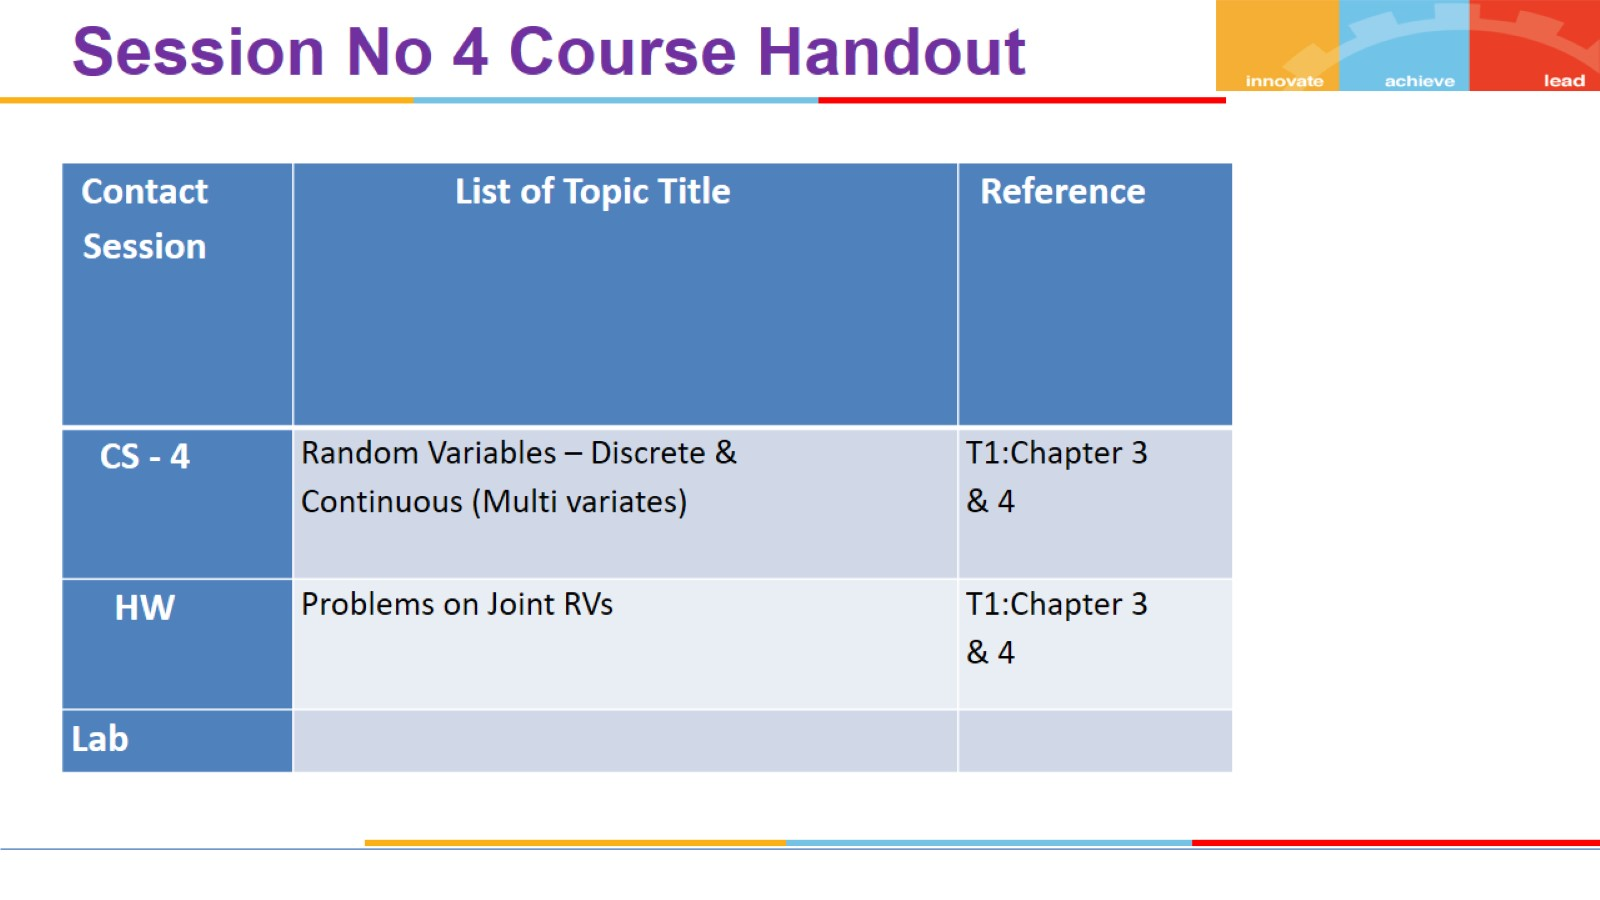 Session No 4 Course Handout
innovate achieve lead
Contact Session
List of Topic Title
Reference
CS - 4
Random Variables – Discrete &
Continuous (Multi variates)
T1:Chapter 3
& 4
HW
Problems on Joint RVs
T1:Chapter 3
& 4
Lab